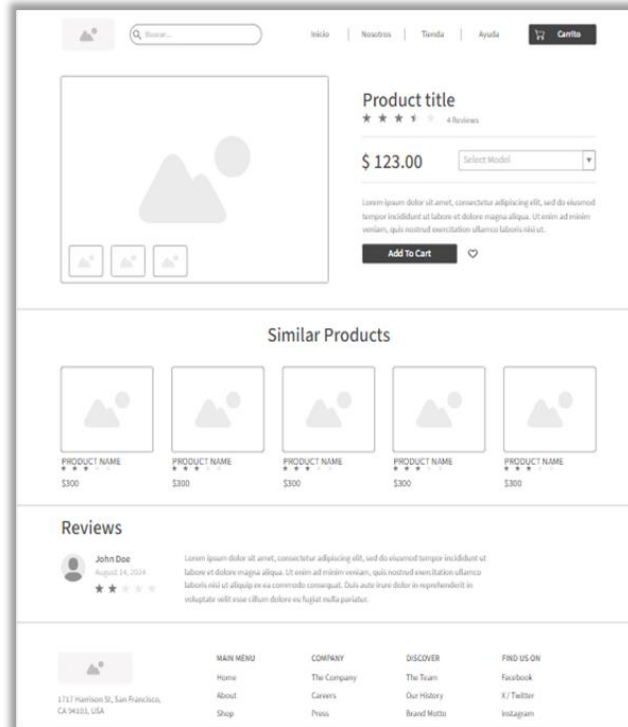 Buscar...
Inicio
Nosotros
Tienda
Ayuda
Carrito
Product title
4 Reviews
$ 123.00
Select Model
Lorem ipsum dolor sit amet, consectetur adipiscing elit, sed do eiusmod
tempor incididunt ut labore et dolore magna aliqua. Ut enim ad minim
veniam, quis nostrud exercitation ullamco laboris nisi ut.
Add To Cart
Similar Products
PRODUCT NAME
PRODUCT NAME
PRODUCT NAME
PRODUCT NAME
PRODUCT NAME
$300
$300
$300
$300
$300
Reviews
John Doe
August 14, 2024
Lorem ipsum dolor sit amet, consectetur adipiscing elit, sed do eiusmod tempor incididunt ut
labore et dolore magna aliqua. Ut enim ad minim veniam, quis nostrud exercitation ullamco
laboris nisi ut aliquip ex ea commodo consequat. Duis aute irure dolor in reprehenderit in
voluptate velit esse cillum dolore eu fugiat nulla pariatur.
1717 Harrison St, San Francisco,
CA 94103, USA
MAIN MENU
Home
About
Shop
COMPANY
The Company
Careers
Press
DISCOVER
The Team
Our History
Brand Motto
FIND US ON
Facebook
X / Twitter
Instagram